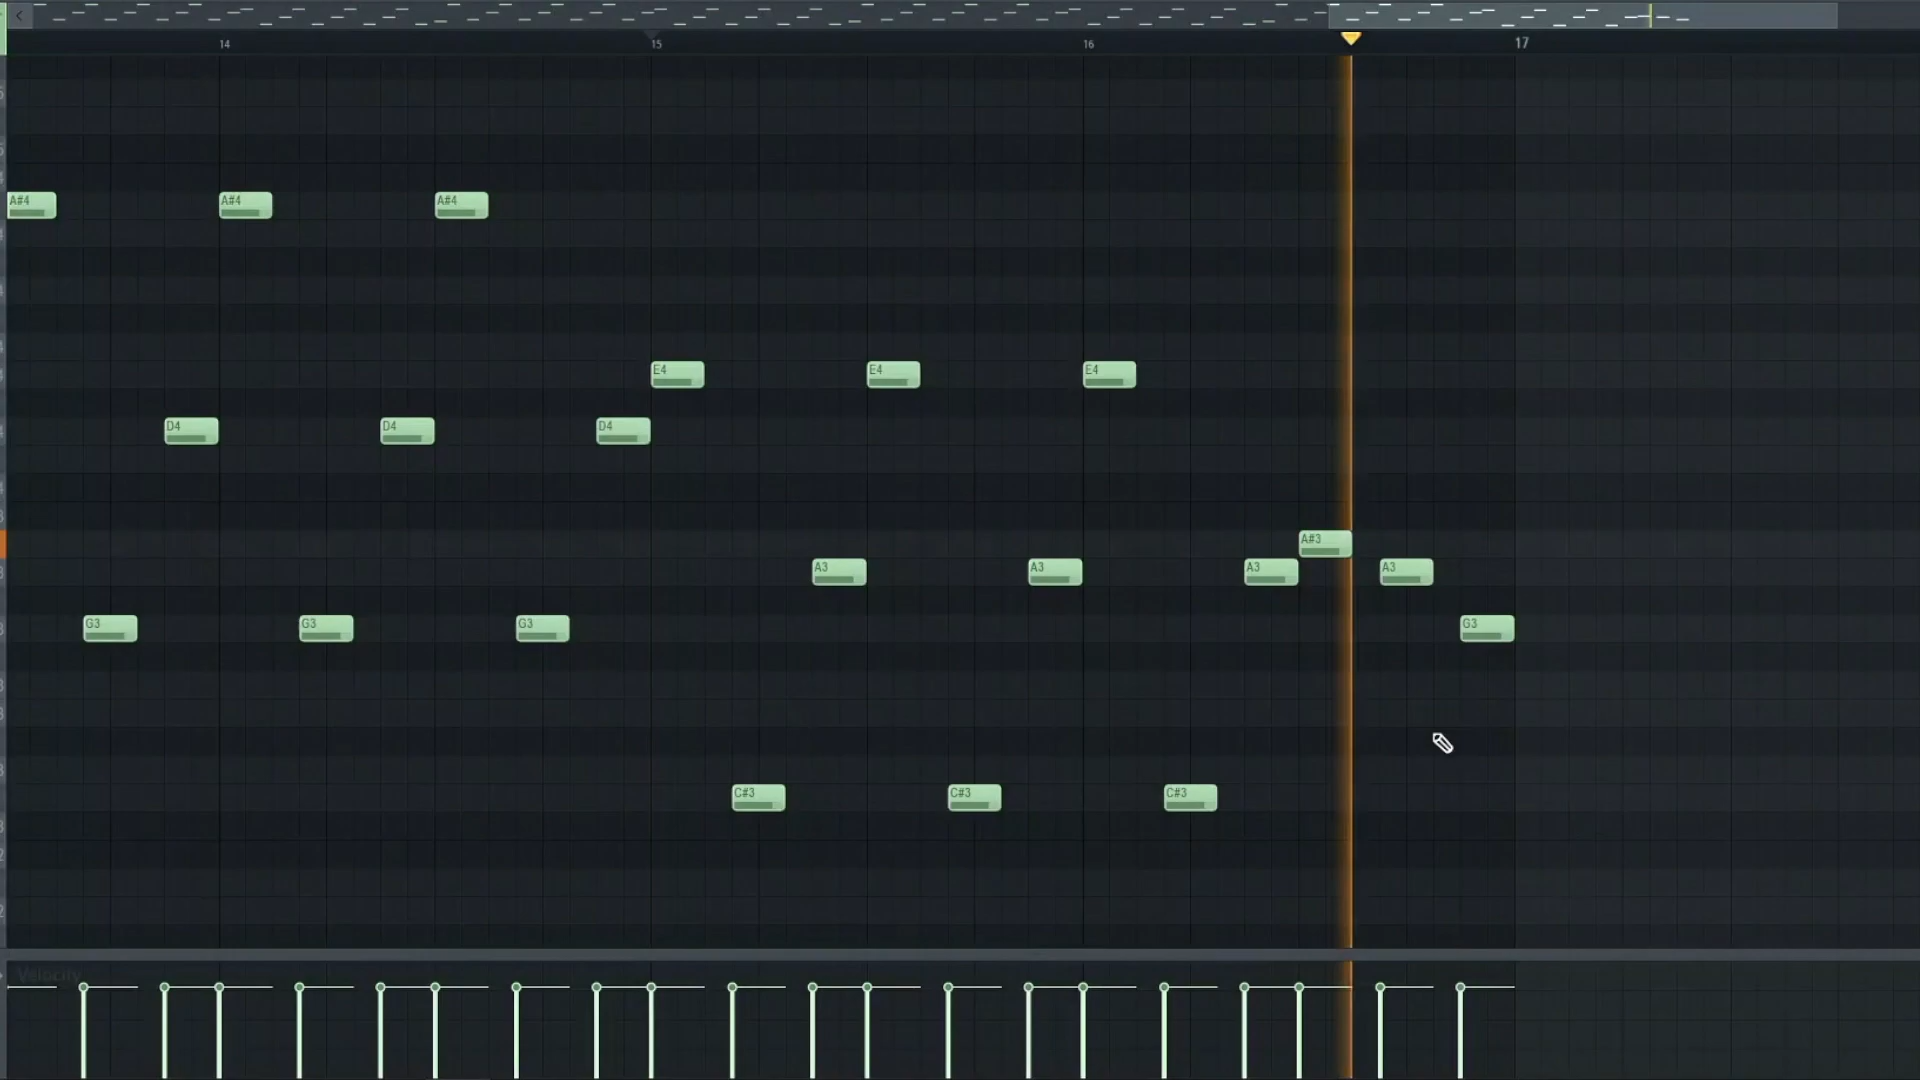 14 15 16 17
A#4 A#4 A#4
E4 E4 E4
D4 D4 D4
A#3
A3 A3 A3 A3
G3 G3 G3 G3
C#3 C#3 C#3
Velocity